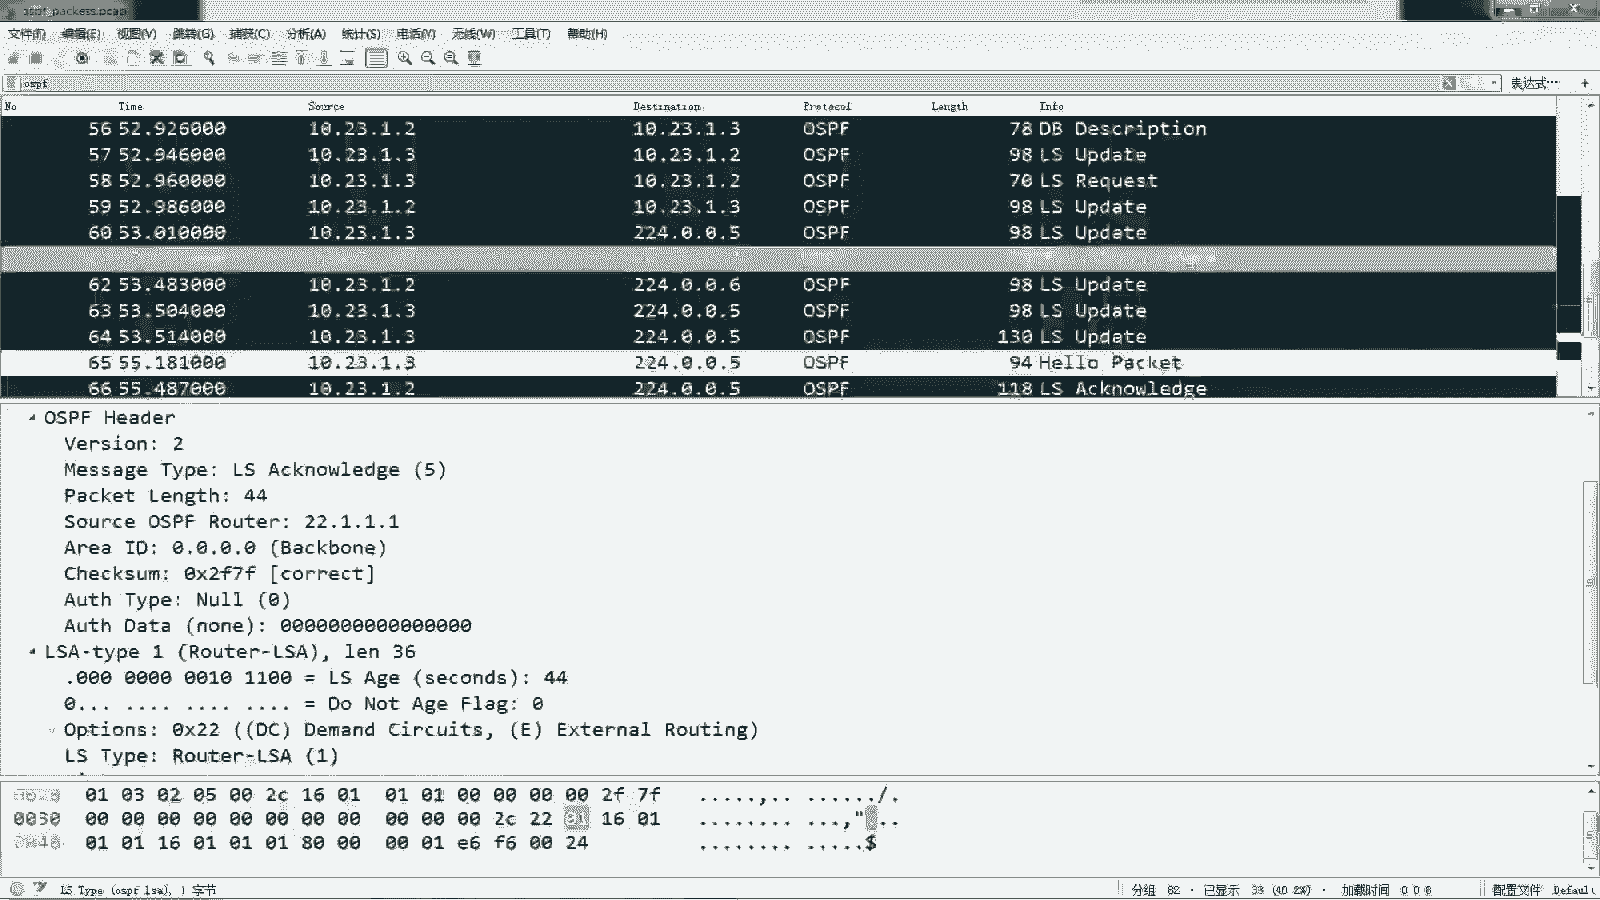 ospf packess.pcap
文件(F) 编辑(E) 视图(V) 跳转(G) 捕获(C) 分析(A) 统计(S) 电话(Y) 无线(W) 工具(T) 帮助(H)
ospf 表达式… +
No Time Source Destination Protocol Length Info
56 52.926000 10.23.1.2 10.23.1.3 OSPF 78 DB Description
57 52.946000 10.23.1.3 10.23.1.2 OSPF 98 LS Update
58 52.960000 10.23.1.3 10.23.1.2 OSPF 70 LS Request
59 52.986000 10.23.1.2 10.23.1.3 OSPF 98 LS Update
60 53.010000 10.23.1.3 224.0.0.5 OSPF 98 LS Update
62 53.483000 10.23.1.2 224.0.0.6 OSPF 98 LS Update
63 53.504000 10.23.1.3 224.0.0.5 OSPF 98 LS Update
64 53.514000 10.23.1.3 224.0.0.5 OSPF 130 LS Update
65 55.181000 10.23.1.3 224.0.0.5 OSPF 94 Hello Packet
66 55.487000 10.23.1.2 224.0.0.5 OSPF 118 LS Acknowledge
OSPF Header
Version: 2
Message Type: LS Acknowledge (5)
Packet Length: 44
Source OSPF Router: 22.1.1.1
Area ID: 0.0.0.0 (Backbone)
Checksum: 0x2f7f [correct]
Auth Type: Null (0)
Auth Data (none): 0000000000000000
LSA-type 1 (Router-LSA), len 36
.000 0000 0010 1100 = LS Age (seconds): 44
0... .... .... .... = Do Not Age Flag: 0
Options: 0x22 ((DC) Demand Circuits, (E) External Routing)
LS Type: Router-LSA (1)
01 03 02 05 00 2c 16 01 01 01 00 00 00 00 2f 7f .....,.. ....../.
0030 00 00 00 00 00 00 00 00 00 00 00 2c 22 01 16 01 ........ ...,"...
0040 01 01 16 01 01 01 80 00 00 01 e6 f6 00 24 ........ .....$
LS Type (ospf.lsa), 1 字节 分组: 82 · 已显示: 33 (40.2%) · 加载时间: 0:0.0 配置文件: Default